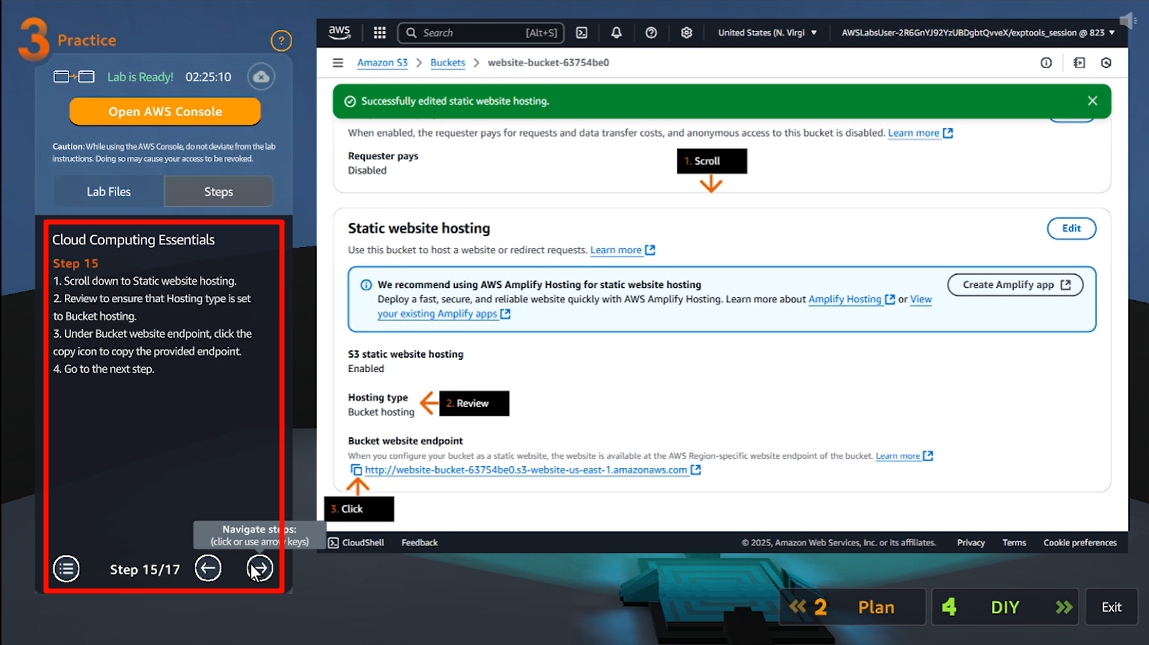 3 Practice
?
Lab is Ready! 02:25:10
Open AWS Console
Caution: While using the AWS Console, do not deviate from the lab
instructions. Doing so may cause your access to be revoked.
Lab Files Steps
Cloud Computing Essentials
Step 15
1. Scroll down to Static website hosting.
2. Review to ensure that Hosting type is set
to Bucket hosting.
3. Under Bucket website endpoint, click the
copy icon to copy the provided endpoint.
4. Go to the next step.
Navigate steps:
(click or use arrow keys)
Step 15/17
aws Search [Alt+S] United States (N. Virgi AWSLabsUser-2R6GnYJ92YzUBDgbtQvveX/exptools_session @ 823
Amazon S3 > Buckets > website-bucket-63754be0
Successfully edited static website hosting.
When enabled, the requester pays for requests and data transfer costs, and anonymous access to this bucket is disabled. Learn more
Requester pays
Disabled
1. Scroll
Static website hosting
Edit
Use this bucket to host a website or redirect requests. Learn more
We recommend using AWS Amplify Hosting for static website hosting
Deploy a fast, secure, and reliable website quickly with AWS Amplify Hosting. Learn more about Amplify Hosting or View
your existing Amplify apps
Create Amplify app
S3 static website hosting
Enabled
Hosting type
Bucket hosting
2. Review
Bucket website endpoint
When you configure your bucket as a static website, the website is available at the AWS Region-specific website endpoint of the bucket. Learn more
http://website-bucket-63754be0.s3-website-us-east-1.amazonaws.com
3. Click
CloudShell Feedback © 2025, Amazon Web Services, Inc. or its affiliates. Privacy Terms Cookie preferences
2 Plan
4 DIY
Exit